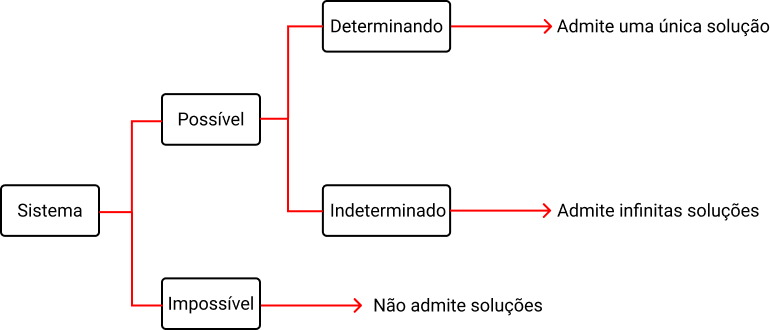 Determinando
Admite uma única solução
Possível
Sistema
Indeterminado
Admite infinitas soluções
Impossível
Não admite soluções